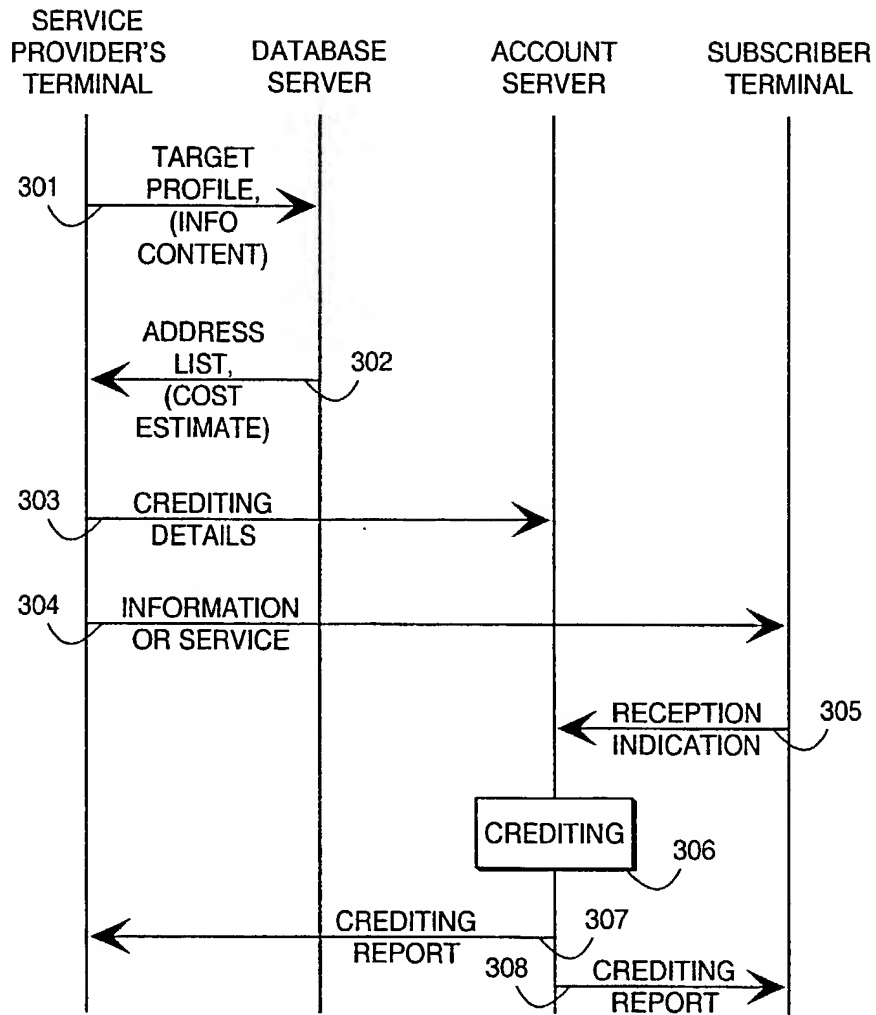 SERVICE
PROVIDER'S
TERMINAL
DATABASE
SERVER
ACCOUNT
SERVER
SUBSCRIBER
TERMINAL
301
TARGET
PROFILE,
(INFO
CONTENT)
ADDRESS
LIST,
(COST
ESTIMATE)
302
303
CREDITING
DETAILS
304
INFORMATION
OR SERVICE
RECEPTION
INDICATION
305
CREDITING
306
CREDITING
REPORT
307
308
CREDITING
REPORT